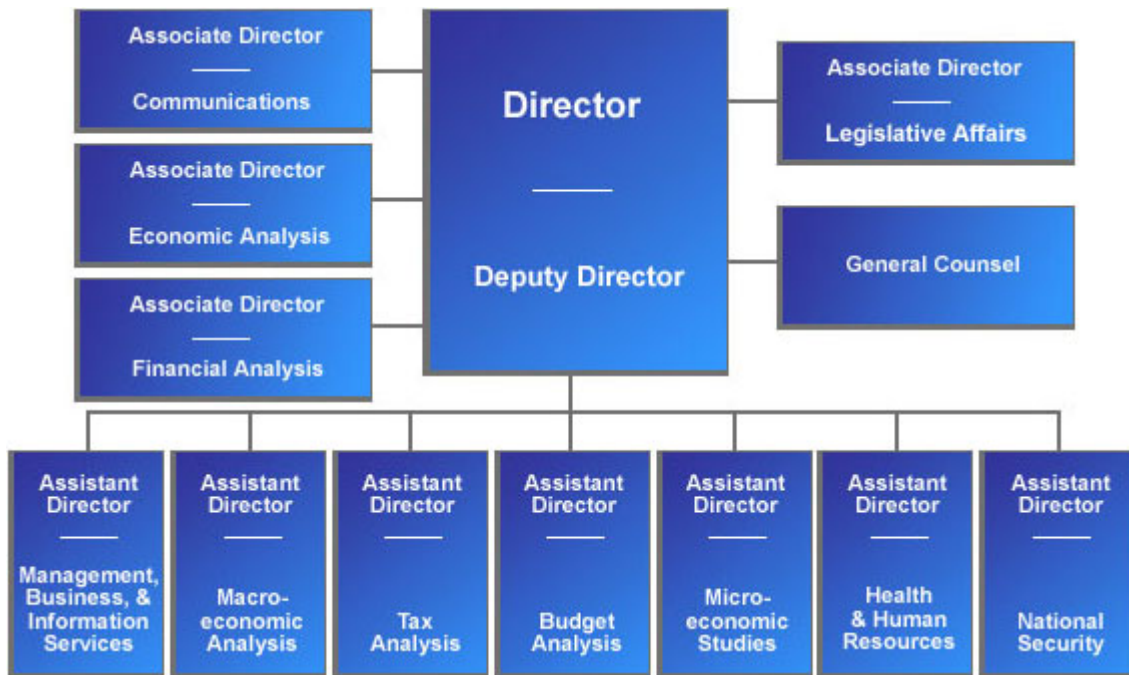 Associate Director
Communications
Associate Director
Economic Analysis
Associate Director
Financial Analysis
Director
Deputy Director
Associate Director
Legislative Affairs
General Counsel
Assistant
Director
Management,
Business, &
Information
Services
Assistant
Director
Macro-
economic
Analysis
Assistant
Director
Tax
Analysis
Assistant
Director
Budget
Analysis
Assistant
Director
Micro-
economic
Studies
Assistant
Director
Health
& Human
Resources
Assistant
Director
National
Security